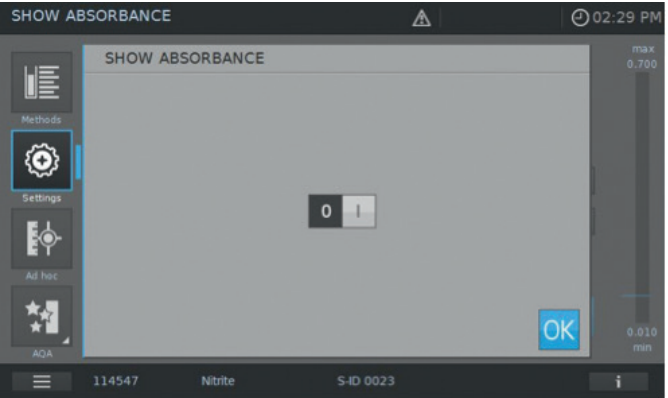 SHOW ABSORBANCE
02:29 PM
SHOW ABSORBANCE
max
0.700
Methods
Settings
0 I
Ad hoc
OK
0.010
min
AQA
114547 Nitrite S-ID 0023
i